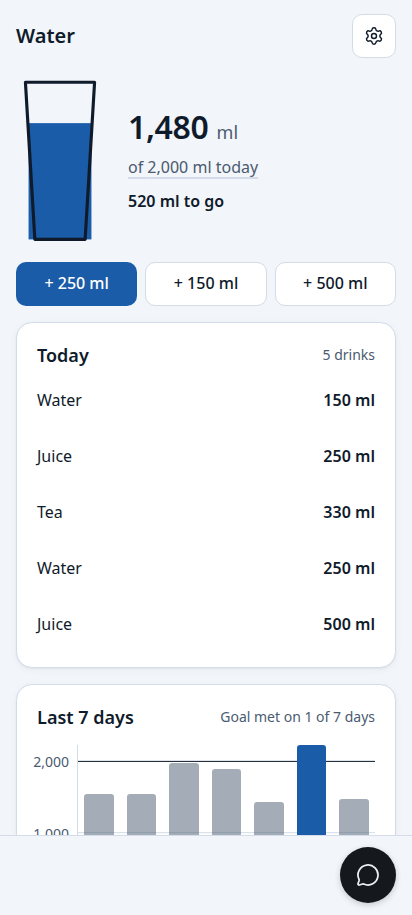 Water
1,480 ml
of 2,000 ml today
520 ml to go
+ 250 ml
+ 150 ml
+ 500 ml
Today
5 drinks
Water
150 ml
Juice
250 ml
Tea
330 ml
Water
250 ml
Juice
500 ml
Last 7 days
Goal met on 1 of 7 days
2,000
1,000